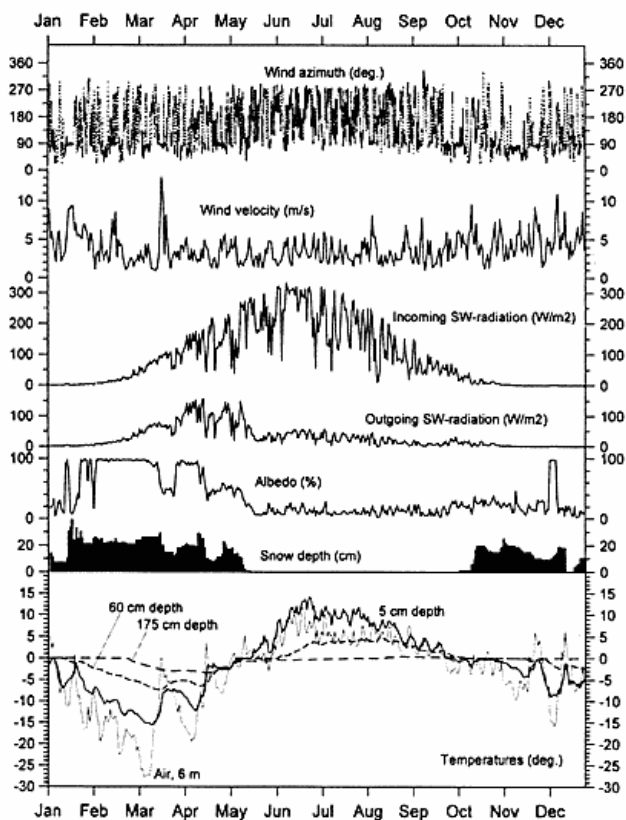 Jan Feb Mar Apr May Jun Jul Aug Sep Oct Nov Dec
360 360
Wind azimuth (deg.)
270 270
180 180
90 90
0 0
10 10
Wind velocity (m/s)
5 5
0 0
300 300
Incoming SW-radiation (W/m2)
200 200
100 100
0 0
100 100
Outgoing SW-radiation (W/m2)
0 0
100 100
Albedo (%)
0 0
20 20
Snow depth (cm)
0 0
15 15
60 cm depth
5 cm depth
10 10
175 cm depth
5 5
0 0
-5 -5
-10 -10
-15 -15
-20 -20
-25 -25
Air, 6 m
Temperatures (deg.)
-30 -30
Jan Feb Mar Apr May Jun Jul Aug Sep Oct Nov Dec